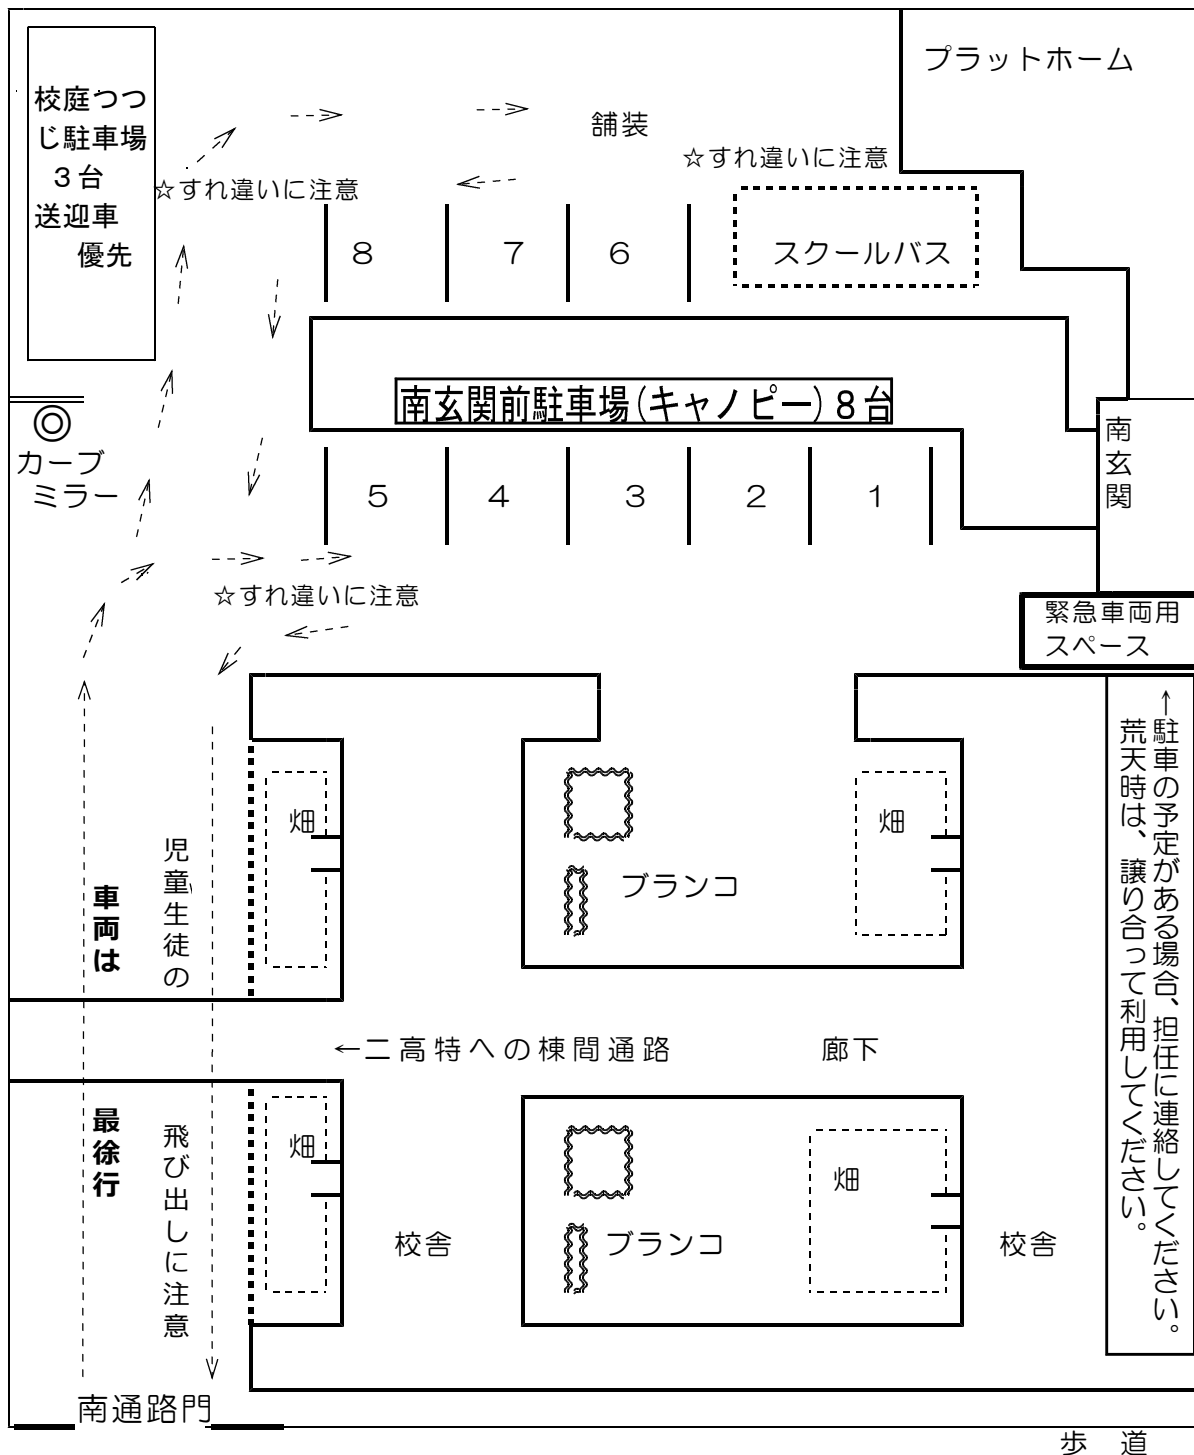 プラットホーム
校庭つつ
じ駐車場
３台
送迎車
優先
舗装
☆すれ違いに注意
☆すれ違いに注意
8
7
6
スクールバス
南玄関前駐車場(キャノピー)８台
◎
カーブ
ミラー
南玄関
5
4
3
2
1
☆すれ違いに注意
緊急車両用
スペース
↑駐車の予定がある場合、担任に連絡してください。
荒天時は、譲り合って利用してください。
畑
畑
ブランコ
車両は
児童生徒の
←二高特への棟間通路
廊下
最徐行
飛び出しに注意
畑
畑
校舎
ブランコ
校舎
南通路門
歩　道